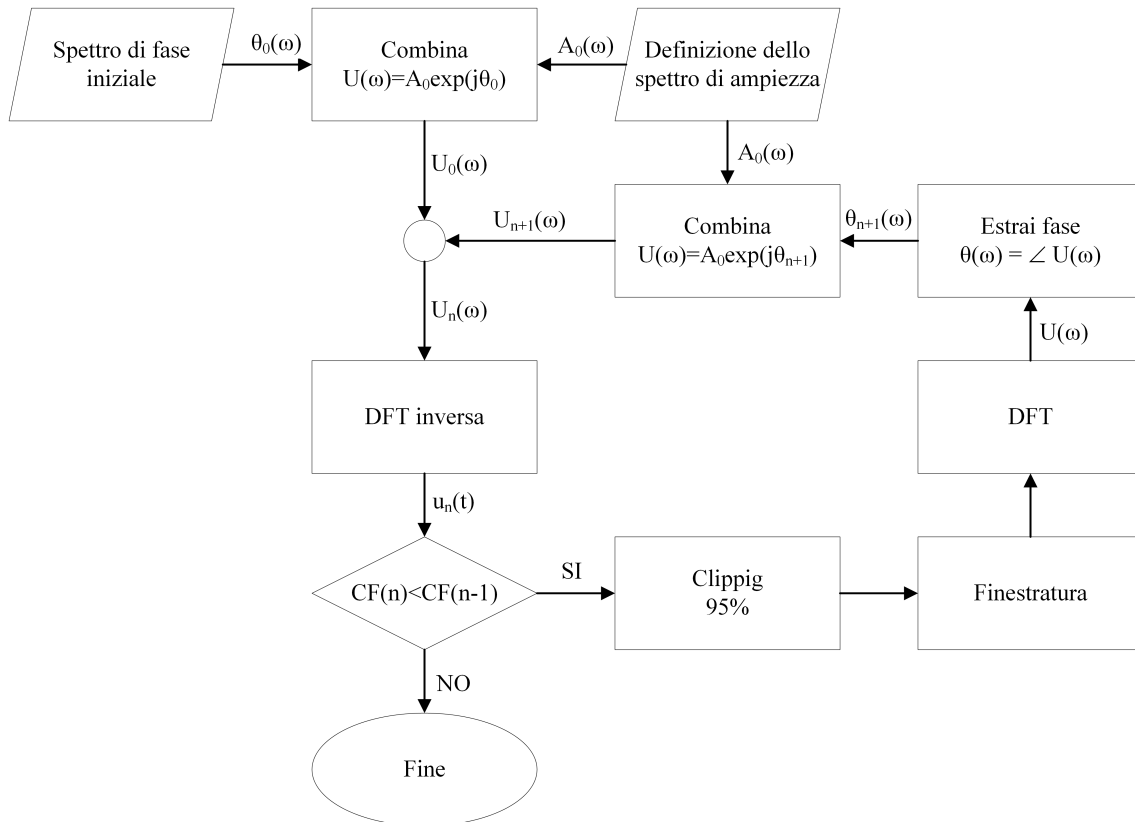 Spettro di fase
iniziale
θ₀(ω)
Combina
U(ω)=A₀exp(jθ₀)
A₀(ω)
Definizione dello
spettro di ampiezza
U₀(ω)
A₀(ω)
Uₙ₊₁(ω)
Combina
U(ω)=A₀exp(jθₙ₊₁)
θₙ₊₁(ω)
Estrai fase
θ(ω) = ∠ U(ω)
Uₙ(ω)
U(ω)
DFT inversa
DFT
uₙ(t)
CF(n)<CF(n-1)
SI
Clippig
95%
Finestratura
NO
Fine